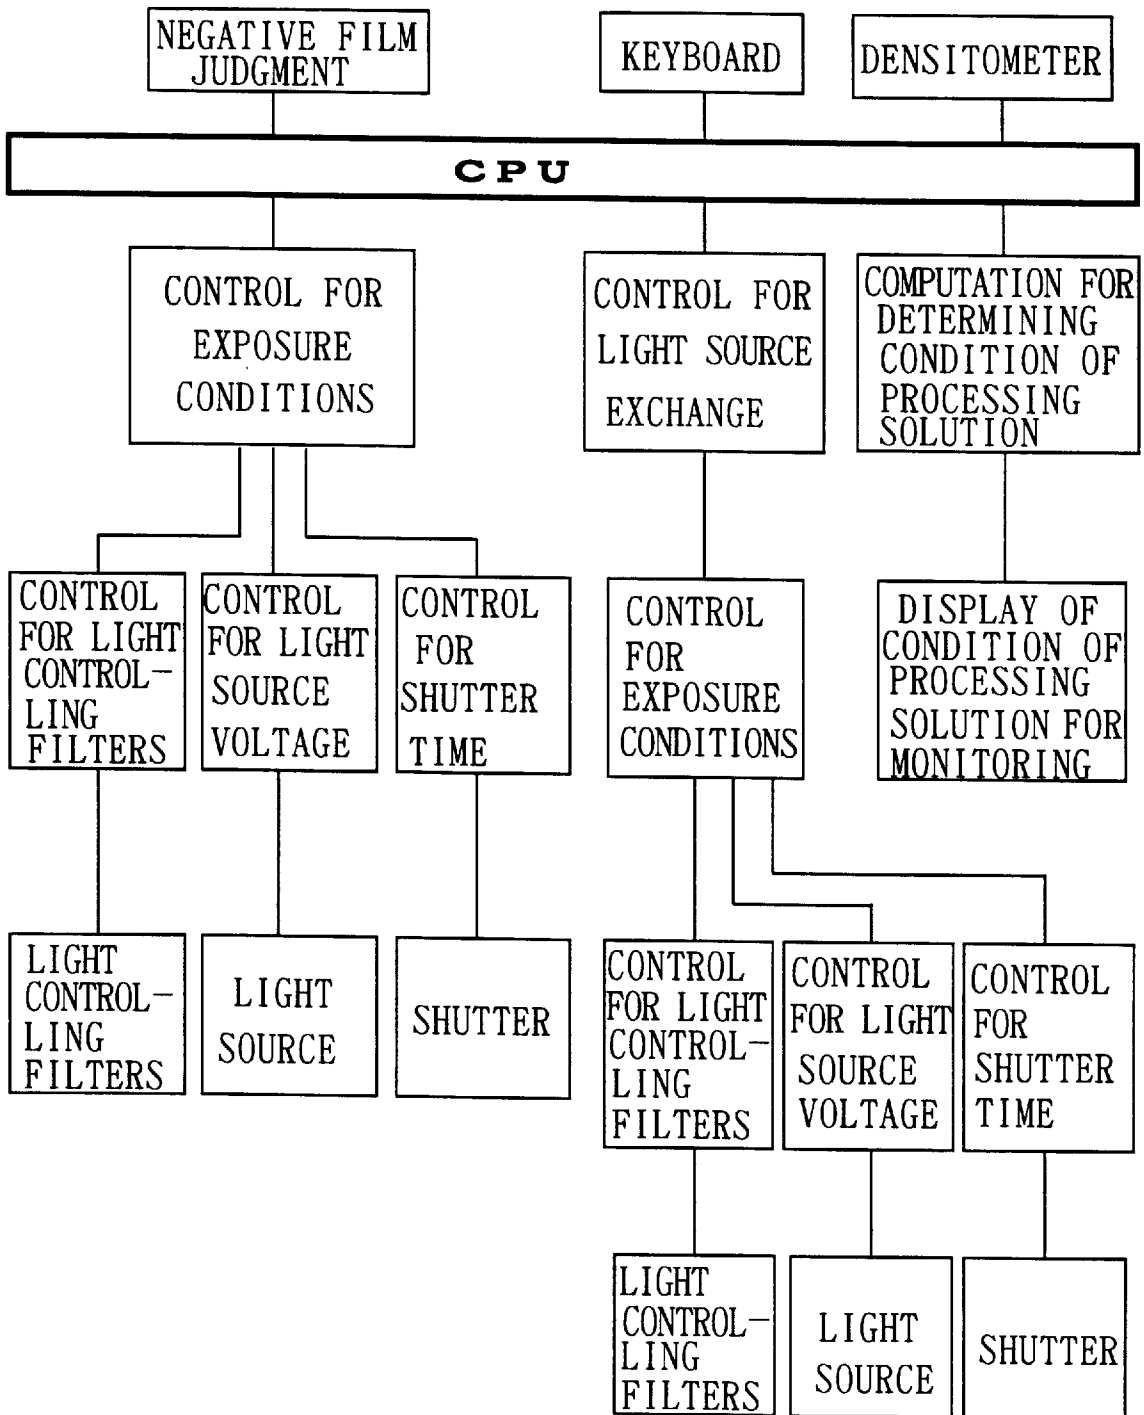 NEGATIVE FILM
JUDGMENT
KEYBOARD
DENSITOMETER
CPU
CONTROL FOR
EXPOSURE
CONDITIONS
CONTROL FOR
LIGHT SOURCE
EXCHANGE
COMPUTATION FOR
DETERMINING
CONDITION OF
PROCESSING
SOLUTION
CONTROL
FOR LIGHT
CONTROL-
LING
FILTERS
CONTROL
FOR LIGHT
SOURCE
VOLTAGE
CONTROL
FOR
SHUTTER
TIME
CONTROL
FOR
EXPOSURE
CONDITIONS
DISPLAY OF
CONDITION OF
PROCESSING
SOLUTION FOR
MONITORING
LIGHT
CONTROL-
LING
FILTERS
LIGHT
SOURCE
SHUTTER
CONTROL
FOR LIGHT
CONTROL-
LING
FILTERS
CONTROL
FOR LIGHT
SOURCE
VOLTAGE
CONTROL
FOR
SHUTTER
TIME
LIGHT
CONTROL-
LING
FILTERS
LIGHT
SOURCE
SHUTTER